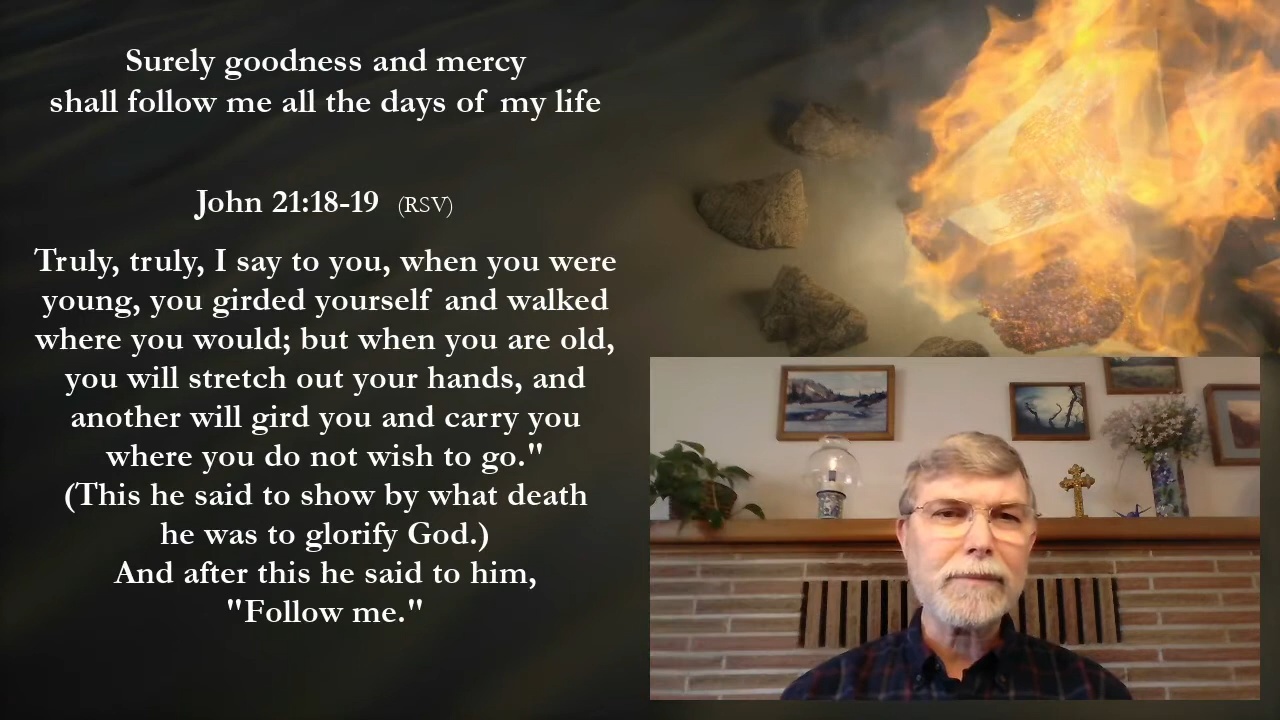 Surely goodness and mercy
shall follow me all the days of my life
John 21:18-19 (RSV)
Truly, truly, I say to you, when you were
young, you girded yourself and walked
where you would; but when you are old,
you will stretch out your hands, and
another will gird you and carry you
where you do not wish to go."
(This he said to show by what death
he was to glorify God.)
And after this he said to him,
"Follow me."